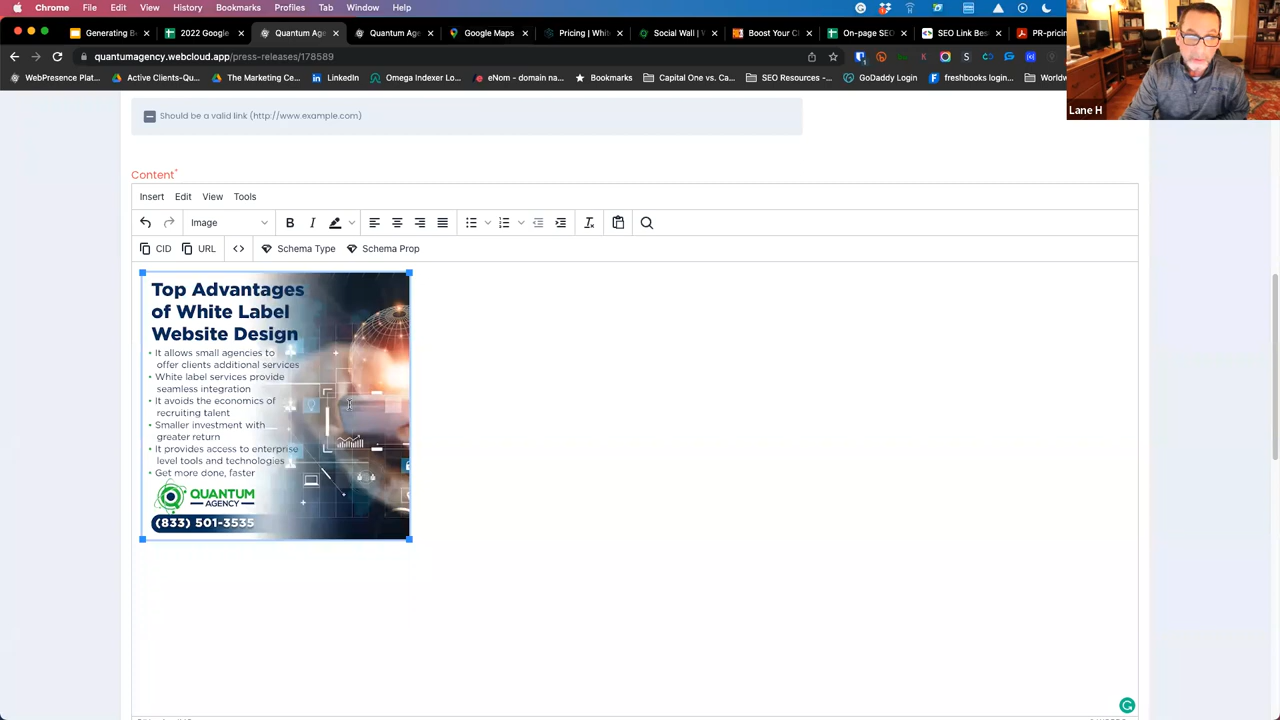 Chrome File Edit View History Bookmarks Profiles Tab Window Help
Generating B
2022 Google
Quantum Age
Quantum Age
Google Maps
Pricing | White
Social Wall | V
Boost Your Cl
On-page SEO
SEO Link Bes
PR-pricin
quantumagency.webcloud.app/press-releases/178589
WebPresence Plat...
Active Clients-Qu...
The Marketing Ce...
LinkedIn
Omega Indexer Lo...
eNom - domain na...
Bookmarks
Capital One vs. Ca...
SEO Resources -...
GoDaddy Login
freshbooks login...
Worldw
Lane H
Should be a valid link (http://www.example.com)
Content*
Insert Edit View Tools
Image
CID URL Schema Type Schema Prop
Top Advantages
of White Label
Website Design
• It allows small agencies to
offer clients additional services
• White label services provide
seamless integration
• It avoids the economics of
recruiting talent
• Smaller investment with
greater return
• It provides access to enterprise
level tools and technologies
• Get more done, faster
QUANTUM
AGENCY
(833) 501-3535